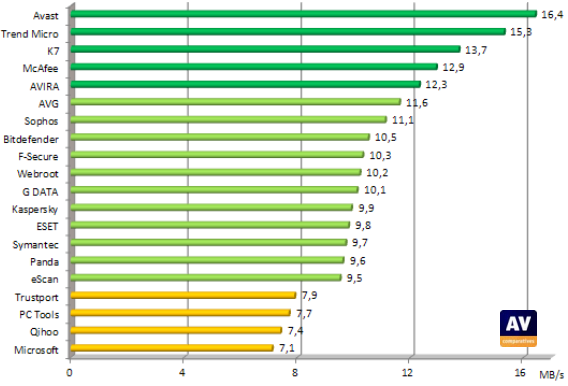 Avast 16,4
Trend Micro 15,3
K7 13,7
McAfee 12,9
AVIRA 12,3
AVG 11,6
Sophos 11,1
Bitdefender 10,5
F-Secure 10,3
Webroot 10,2
G DATA 10,1
Kaspersky 9,9
ESET 9,8
Symantec 9,7
Panda 9,6
eScan 9,5
Trustport 7,9
PC Tools 7,7
Qihoo 7,4
Microsoft 7,1
AV
comparatives
0 4 8 12 16 MB/s